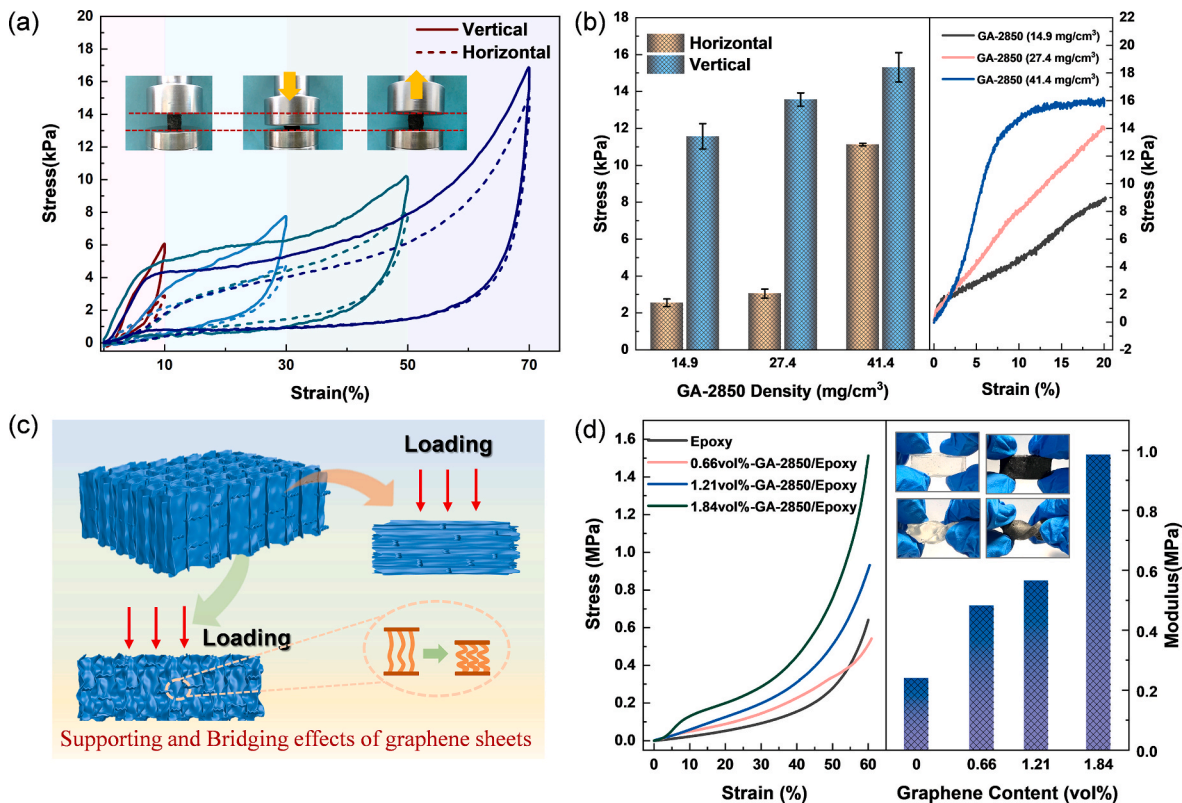 (a)
20
18
16
14
12
10
8
6
4
2
0
Stress(kPa)
Vertical
Horizontal
10
30
50
70
Strain(%)
(b)
18
16
14
12
10
8
6
4
2
0
Stress (kPa)
Horizontal
Vertical
14.9
27.4
41.4
GA-2850 Density (mg/cm³)
GA-2850 (14.9 mg/cm³)
GA-2850 (27.4 mg/cm³)
GA-2850 (41.4 mg/cm³)
22
20
18
16
14
12
10
8
6
4
2
0
-2
Stress (kPa)
0
5
10
15
20
Strain (%)
(c)
Loading
Loading
Supporting and Bridging effects of graphene sheets
(d)
1.6
1.4
1.2
1.0
0.8
0.6
0.4
0.2
0.0
Stress (MPa)
Epoxy
0.66vol%-GA-2850/Epoxy
1.21vol%-GA-2850/Epoxy
1.84vol%-GA-2850/Epoxy
0
10
20
30
40
50
60
Strain (%)
1.0
0.8
0.6
0.4
0.2
0.0
Modulus(MPa)
0
0.66
1.21
1.84
Graphene Content (vol%)